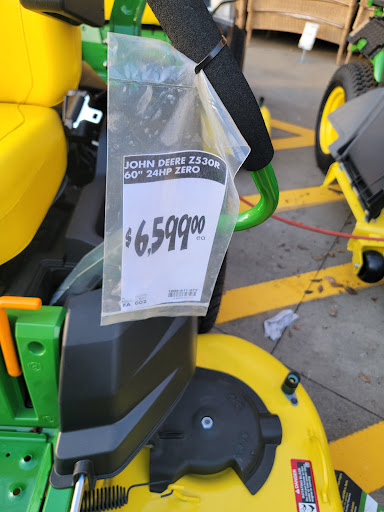 JOHN DEERE Z530R
60" 24HP ZERO
$6,599 00
ea